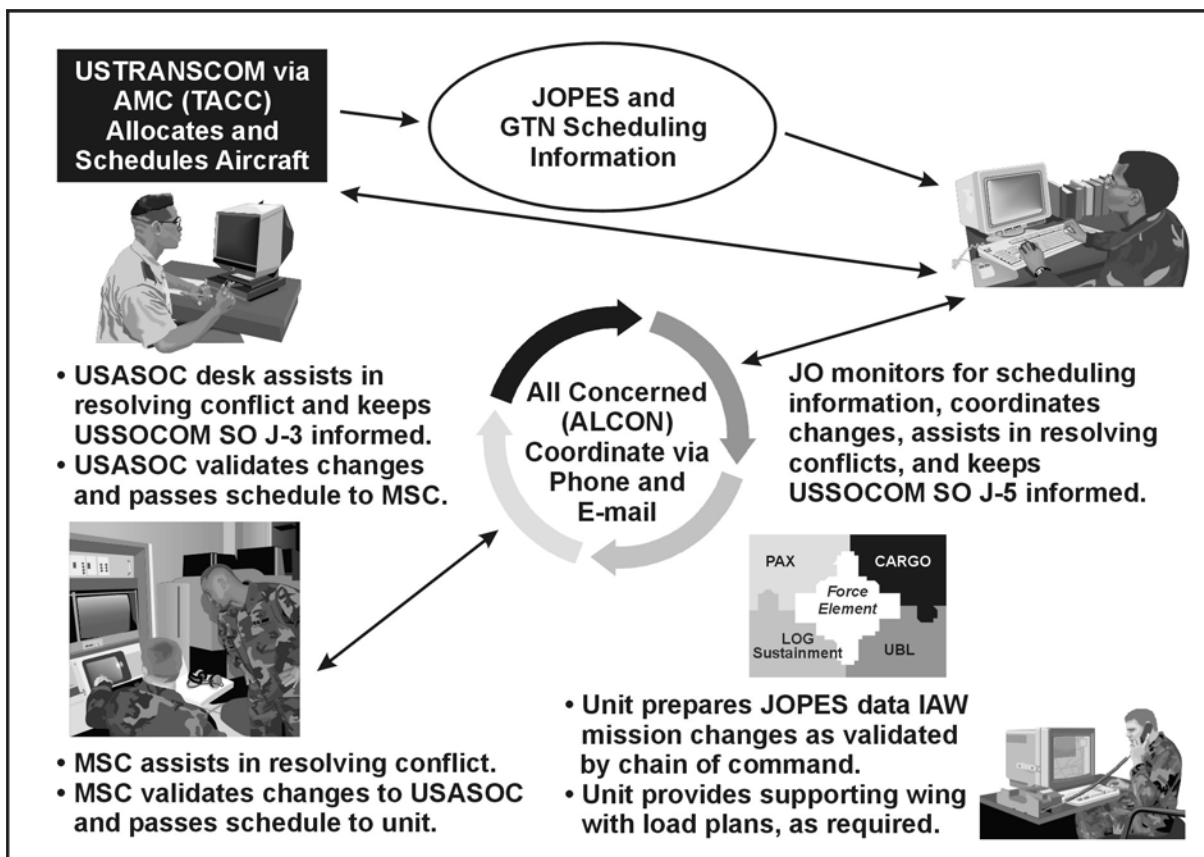 USTRANSCOM via
AMC (TACC)
Allocates and
Schedules Aircraft
JOPES and
GTN Scheduling
Information
• USASOC desk assists in
resolving conflict and keeps
USSOCOM SO J-3 informed.
• USASOC validates changes
and passes schedule to MSC.
All Concerned
(ALCON)
Coordinate via
Phone and
E-mail
JO monitors for scheduling
information, coordinates
changes, assists in resolving
conflicts, and keeps
USSOCOM SO J-5 informed.
PAX
CARGO
Force
Element
LOG
Sustainment
UBL
• MSC assists in resolving conflict.
• MSC validates changes to USASOC
and passes schedule to unit.
• Unit prepares JOPES data IAW
mission changes as validated
by chain of command.
• Unit provides supporting wing
with load plans, as required.